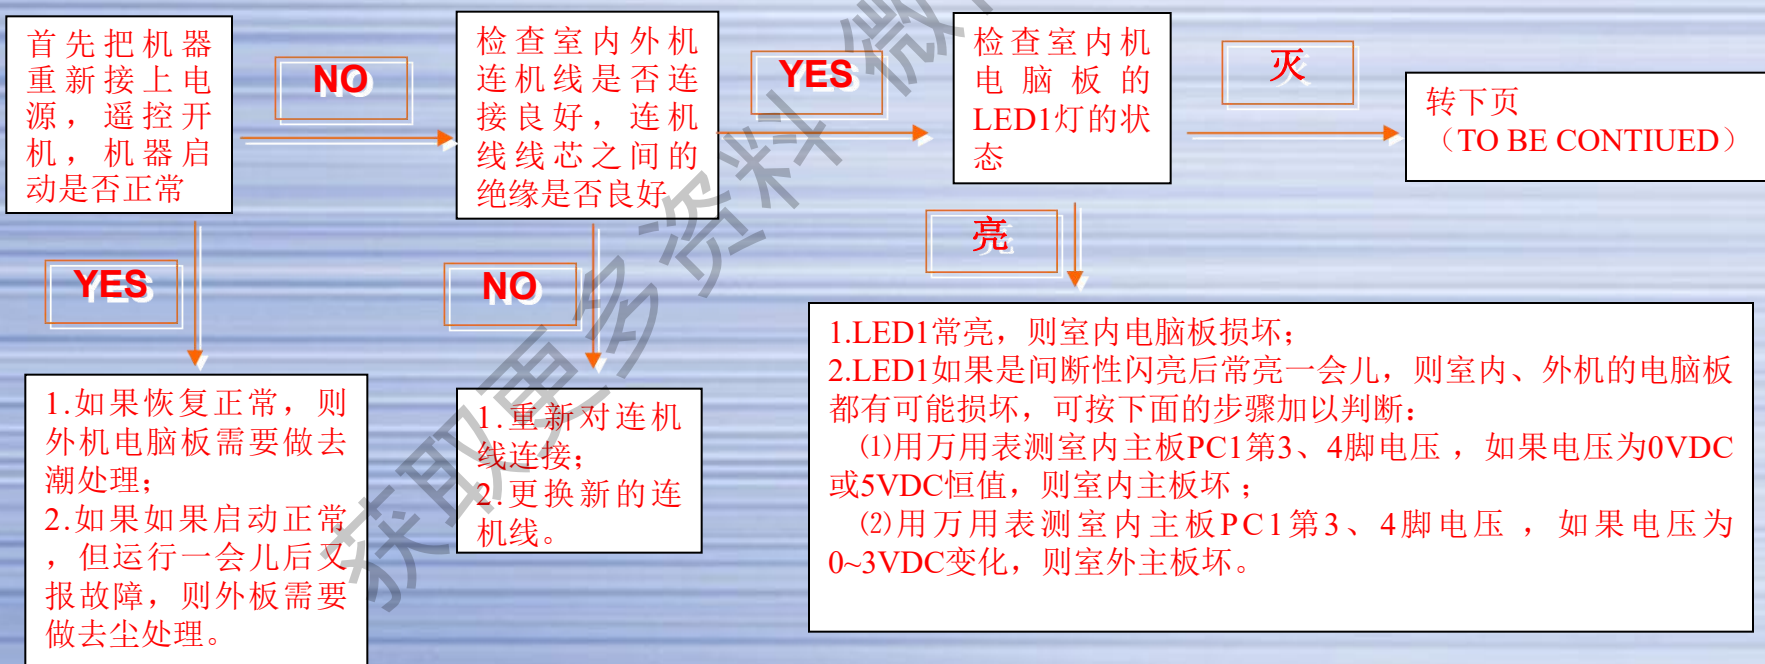 首先把机器
重新接上电
源，遥控开
机，机器启
动是否正常
NO
检查室内外机
连机线是否连
接良好，连机
线线芯之间的
绝缘是否良好
YES
检查室内机
电脑板的
LED1灯的状
态
灭
转下页
（TO BE CONTIUED）
YES
NO
亮
1.如果恢复正常，则
外机电脑板需要做去
潮处理；
2.如果如果启动正常
，但运行一会儿后又
报故障，则外板需要
做去尘处理。
1.重新对连机
线连接；
2.更换新的连
机线。
1.LED1常亮，则室内电脑板损坏；
2.LED1如果是间断性闪亮后常亮一会儿，则室内、外机的电脑板
都有可能损坏，可按下面的步骤加以判断：
⑴用万用表测室内主板PC1第3、4脚电压 ，如果电压为0VDC
或5VDC恒值，则室内主板坏 ；
⑵用万用表测室内主板PC1第3、4脚电压 ，如果电压为
0~3VDC变化，则室外主板坏。
获取更多资料 微